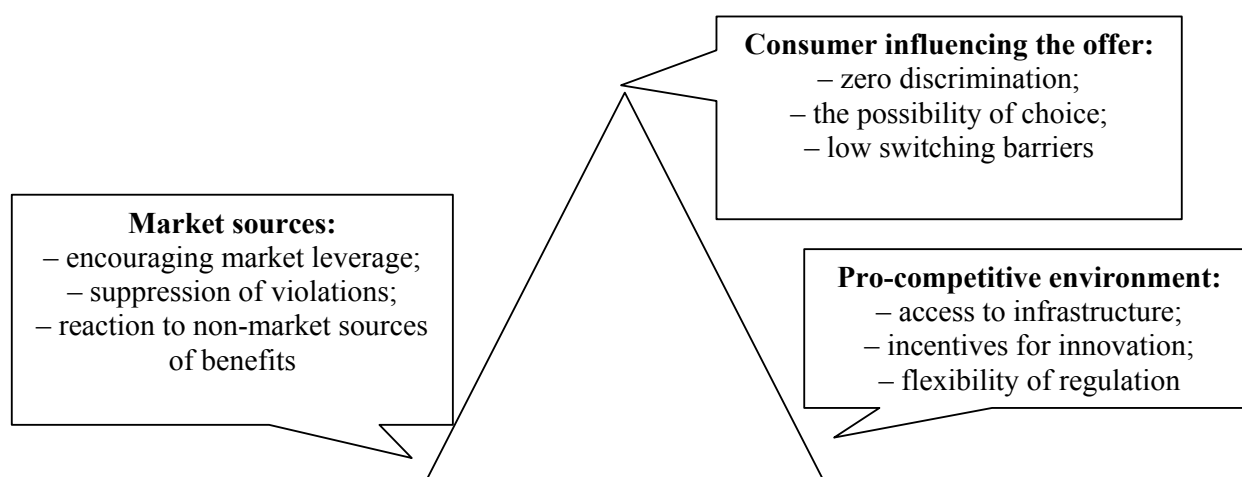 Consumer influencing the offer:
– zero discrimination;
– the possibility of choice;
– low switching barriers
Market sources:
– encouraging market leverage;
– suppression of violations;
– reaction to non-market sources
of benefits
Pro-competitive environment:
– access to infrastructure;
– incentives for innovation;
– flexibility of regulation